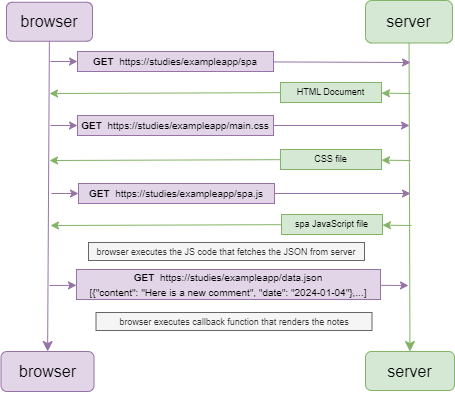 browser
server
GET https://studies/exampleapp/spa
HTML Document
GET https://studies/exampleapp/main.css
CSS file
GET https://studies/exampleapp/spa.js
spa JavaScript file
browser executes the JS code that fetches the JSON from server
GET https://studies/exampleapp/data.json
[{"content": "Here is a new comment", "date": "2024-01-04"},...]
browser executes callback function that renders the notes
browser
server